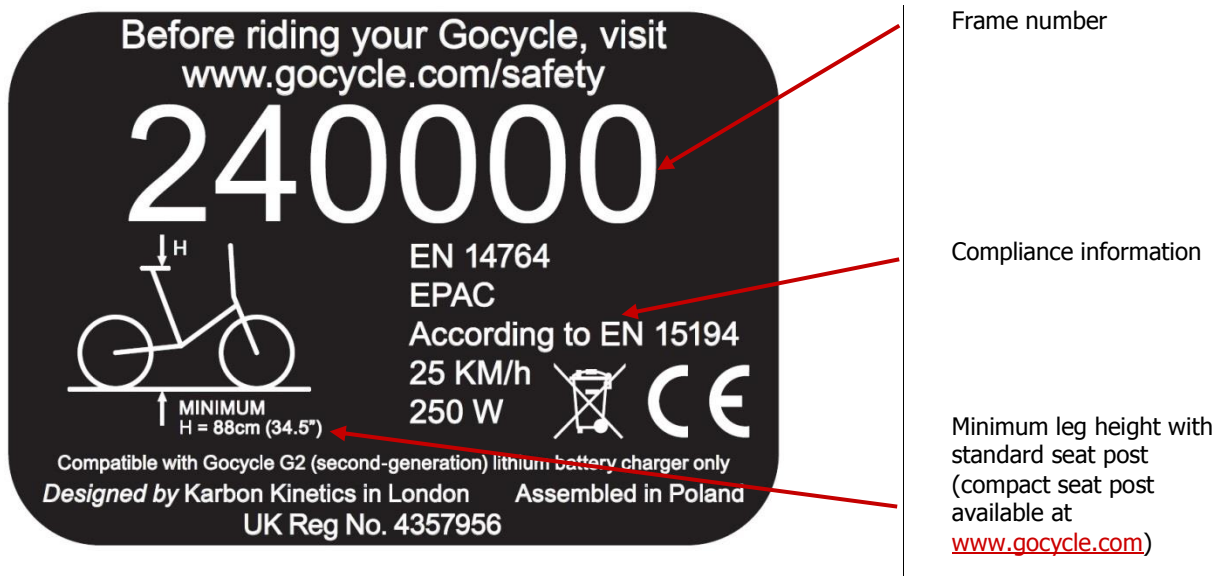 Before riding your Gocycle, visit
www.gocycle.com/safety
240000
H
EN 14764
EPAC
According to EN 15194
25 KM/h
250 W
CE
MINIMUM
H = 88cm (34.5")
Compatible with Gocycle G2 (second-generation) lithium battery charger only
Designed by Karbon Kinetics in London Assembled in Poland
UK Reg No. 4357956
Frame number
Compliance information
Minimum leg height with
standard seat post
(compact seat post
available at
www.gocycle.com)